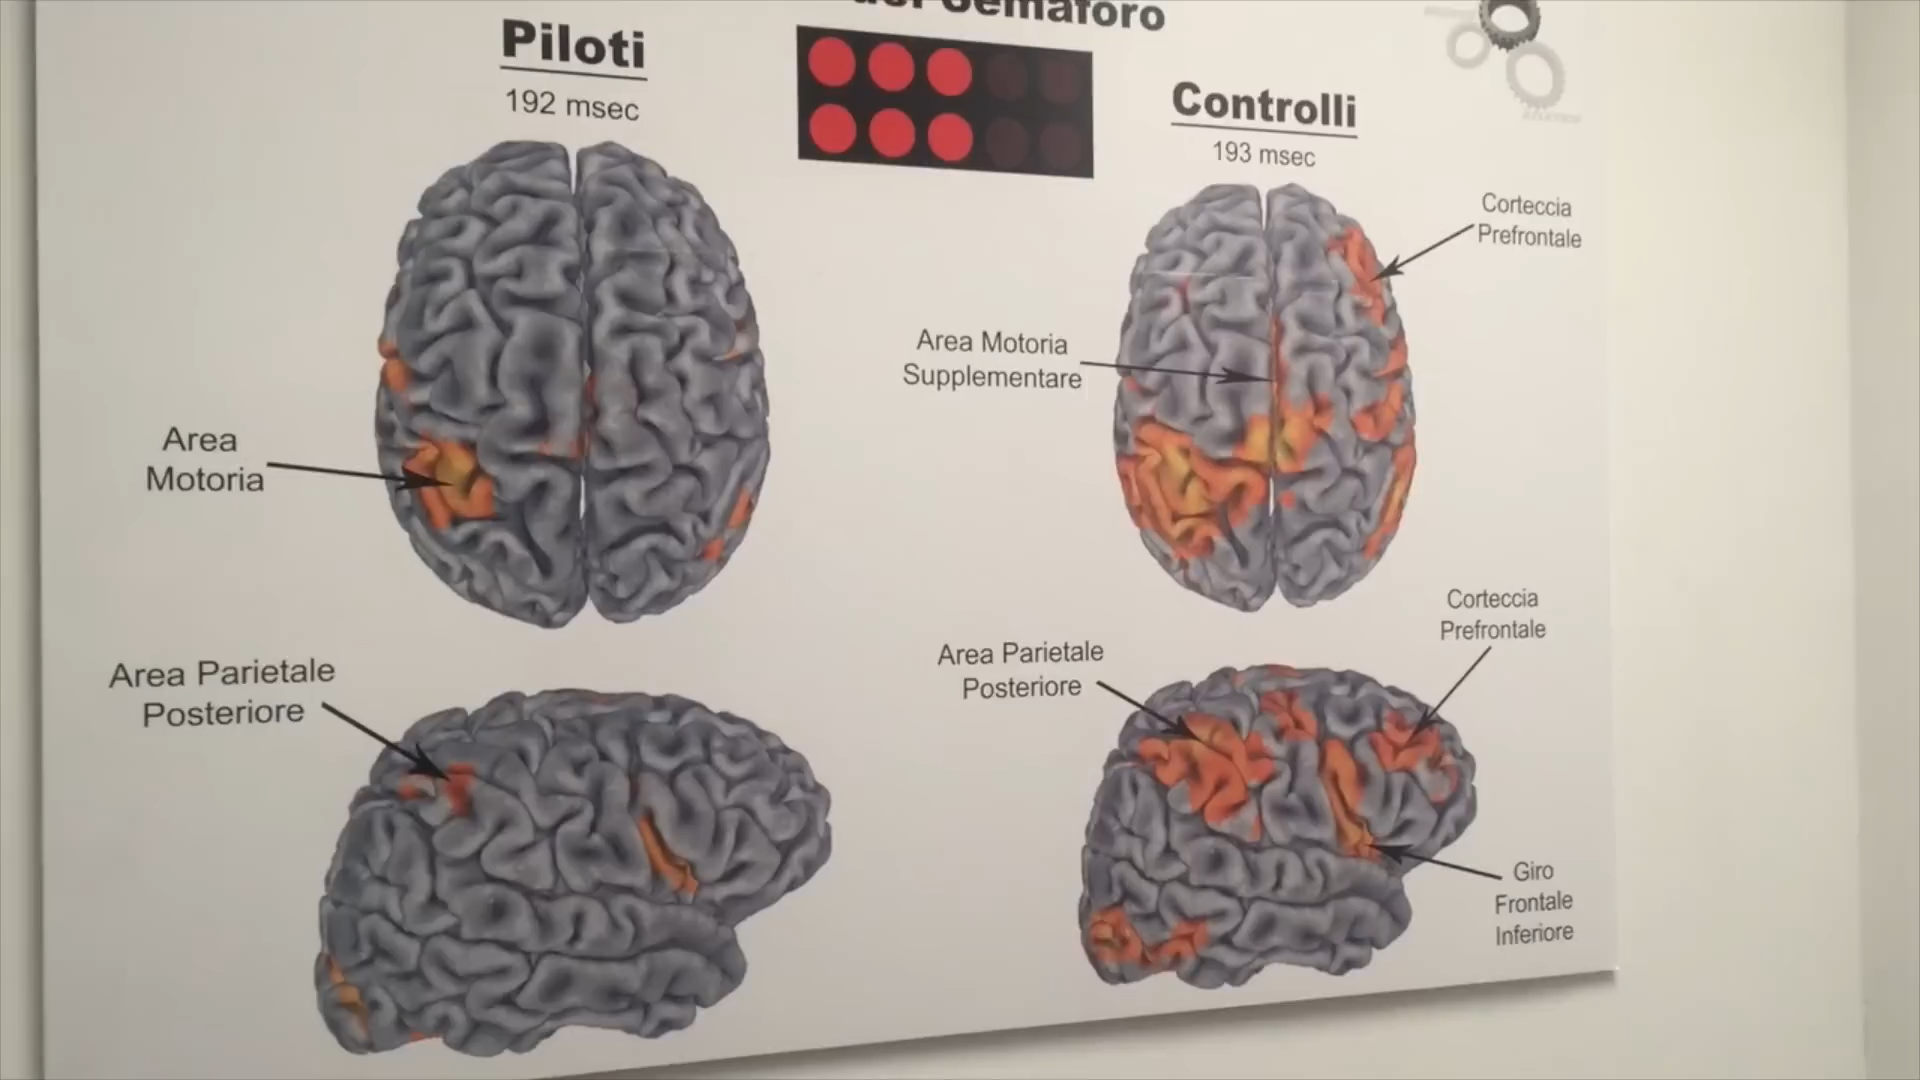 Semaforo
Piloti
192 msec
Controlli
193 msec
Corteccia
Prefrontale
Area Motoria
Supplementare
Area
Motoria
Corteccia
Prefrontale
Area Parietale
Posteriore
Area Parietale
Posteriore
Giro
Frontale
Inferiore